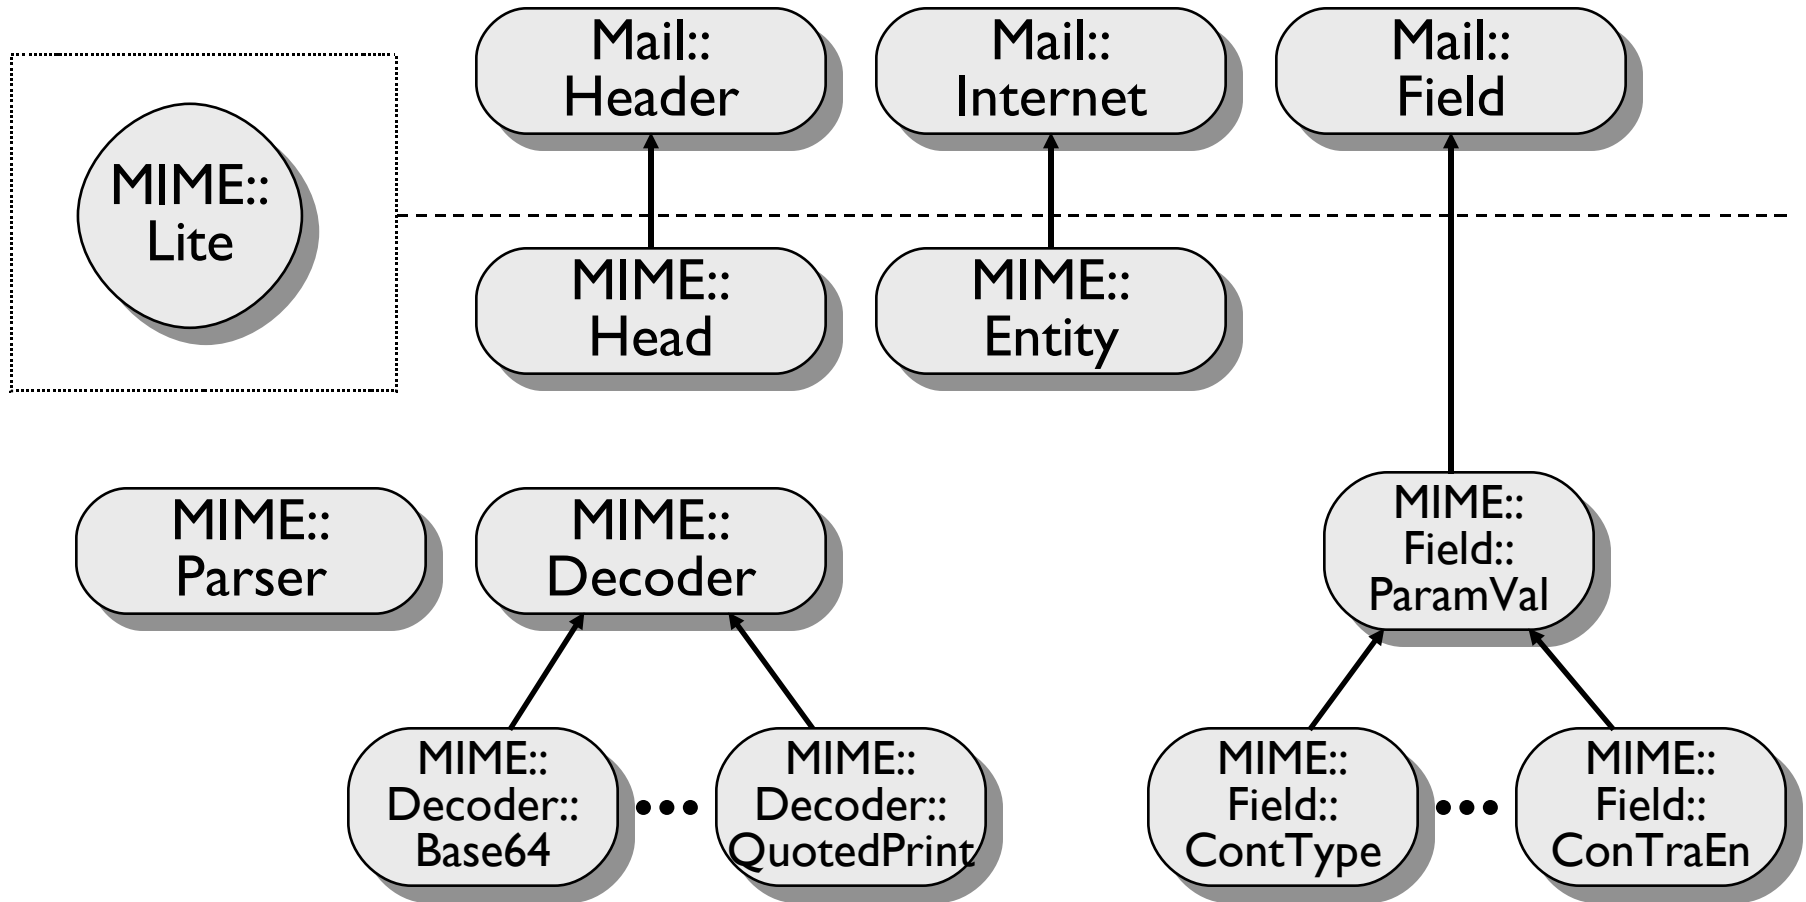 Mail::
Header
Mail::
Internet
Mail::
Field
MIME::
Lite
MIME::
Head
MIME::
Entity
MIME::
Parser
MIME::
Decoder
MIME::
Field::
ParamVal
MIME::
Decoder::
Base64
MIME::
Decoder::
QuotedPrint
MIME::
Field::
ContType
MIME::
Field::
ConTraEn